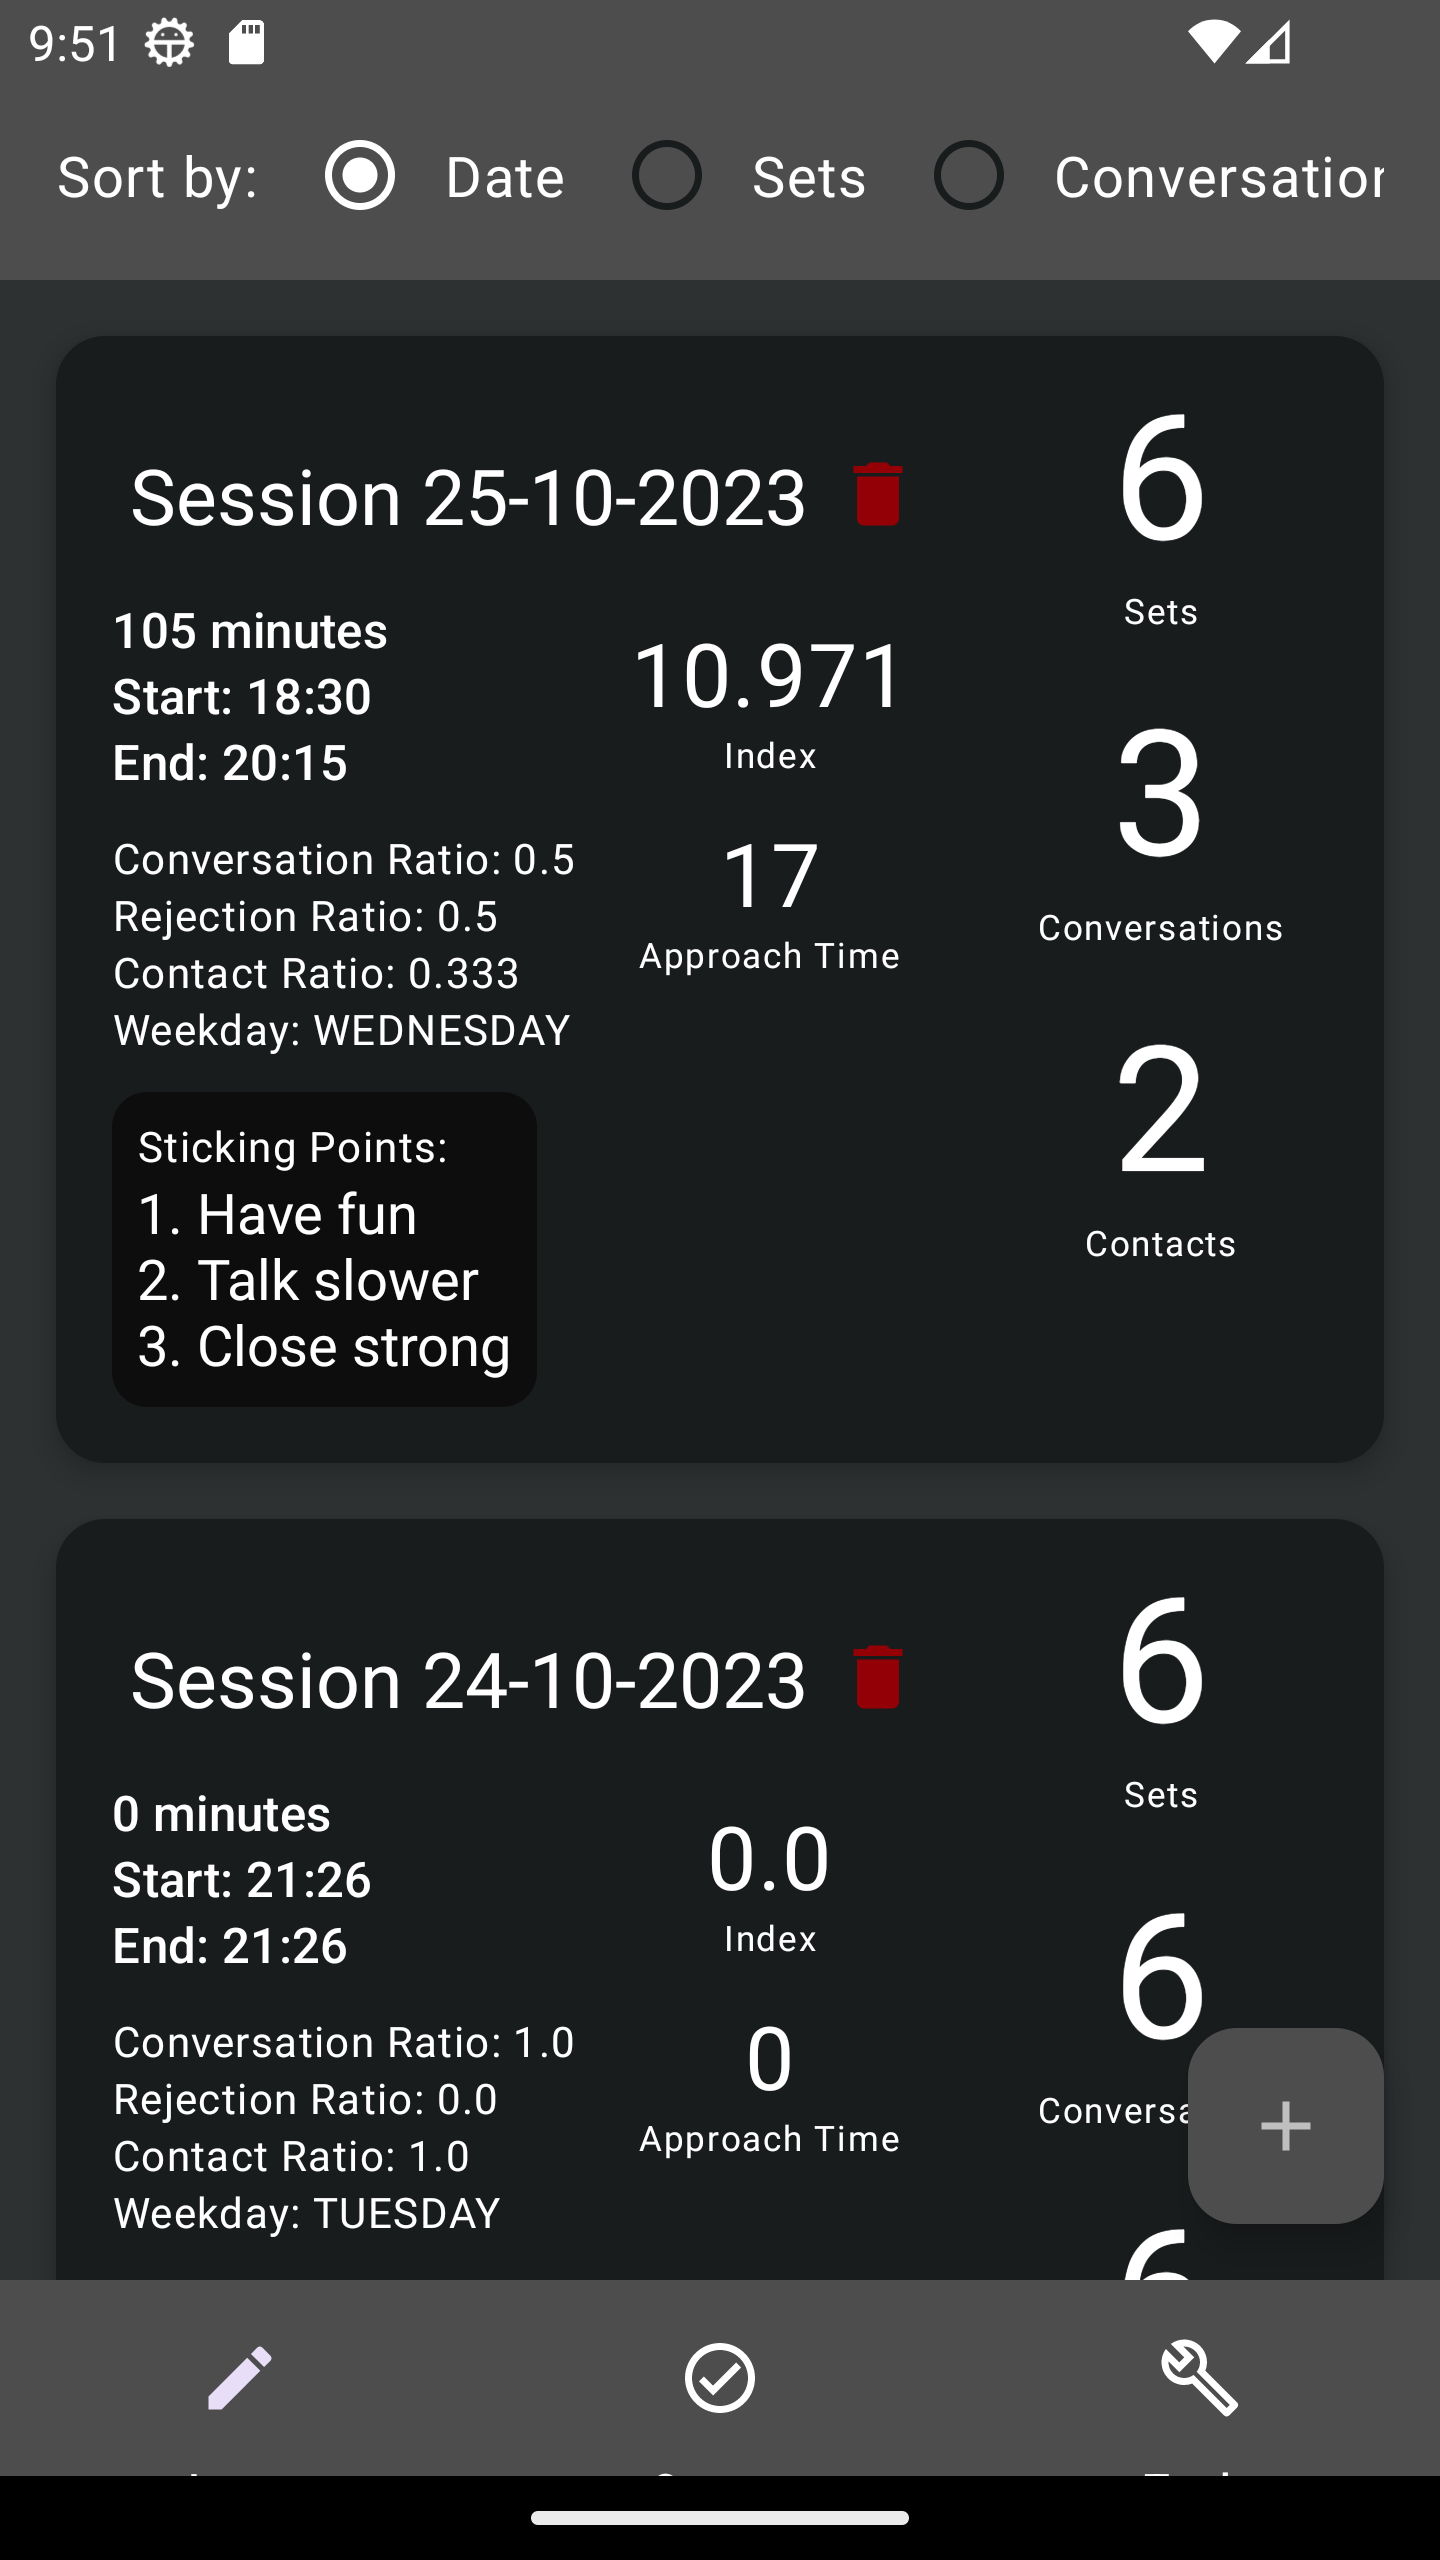 9:51
Sort by: Date Sets Conversation
Session 25-10-2023
6
Sets
105 minutes
Start: 18:30
End: 20:15
10.971
Index
3
Conversations
Conversation Ratio: 0.5
Rejection Ratio: 0.5
Contact Ratio: 0.333
Weekday: WEDNESDAY
17
Approach Time
2
Contacts
Sticking Points:
1. Have fun
2. Talk slower
3. Close strong
Session 24-10-2023
6
Sets
0 minutes
Start: 21:26
End: 21:26
0.0
Index
6
Conversa
Conversation Ratio: 1.0
Rejection Ratio: 0.0
Contact Ratio: 1.0
Weekday: TUESDAY
0
Approach Time
6